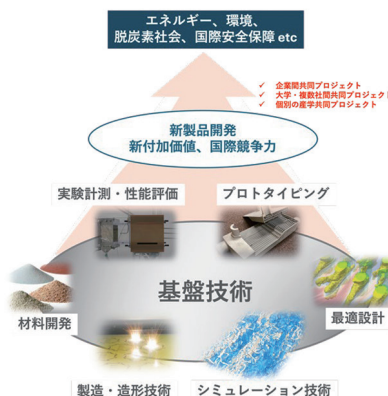 エネルギー、環境、
脱炭素社会、国際安全保障 etc
✓ 企業間共同プロジェクト
✓ 大学・複数社間共同プロジェクト
✓ 個別の産学共同プロジェクト
新製品開発
新付加価値、国際競争力
実験計測・性能評価
プロトタイピング
基盤技術
材料開発
最適設計
製造・造形技術
シミュレーション技術